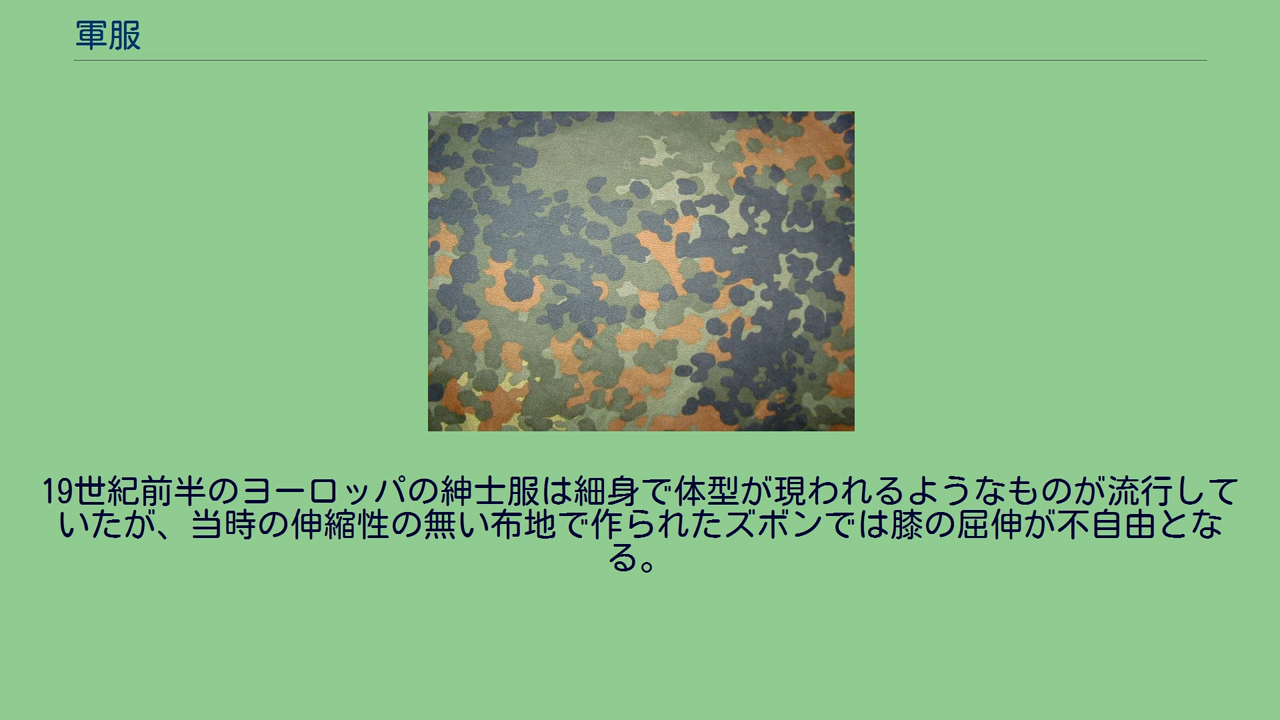 軍服
19世紀前半のヨーロッパの紳士服は細身で体型が現われるようなものが流行して
いたが、当時の伸縮性の無い布地で作られたズボンでは膝の屈伸が不自由とな
る。